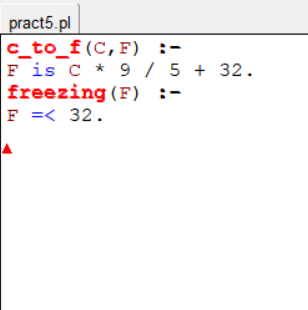 pract5.pl
c_to_f(C,F) :-
F is C * 9 / 5 + 32.
freezing(F) :-
F =< 32.